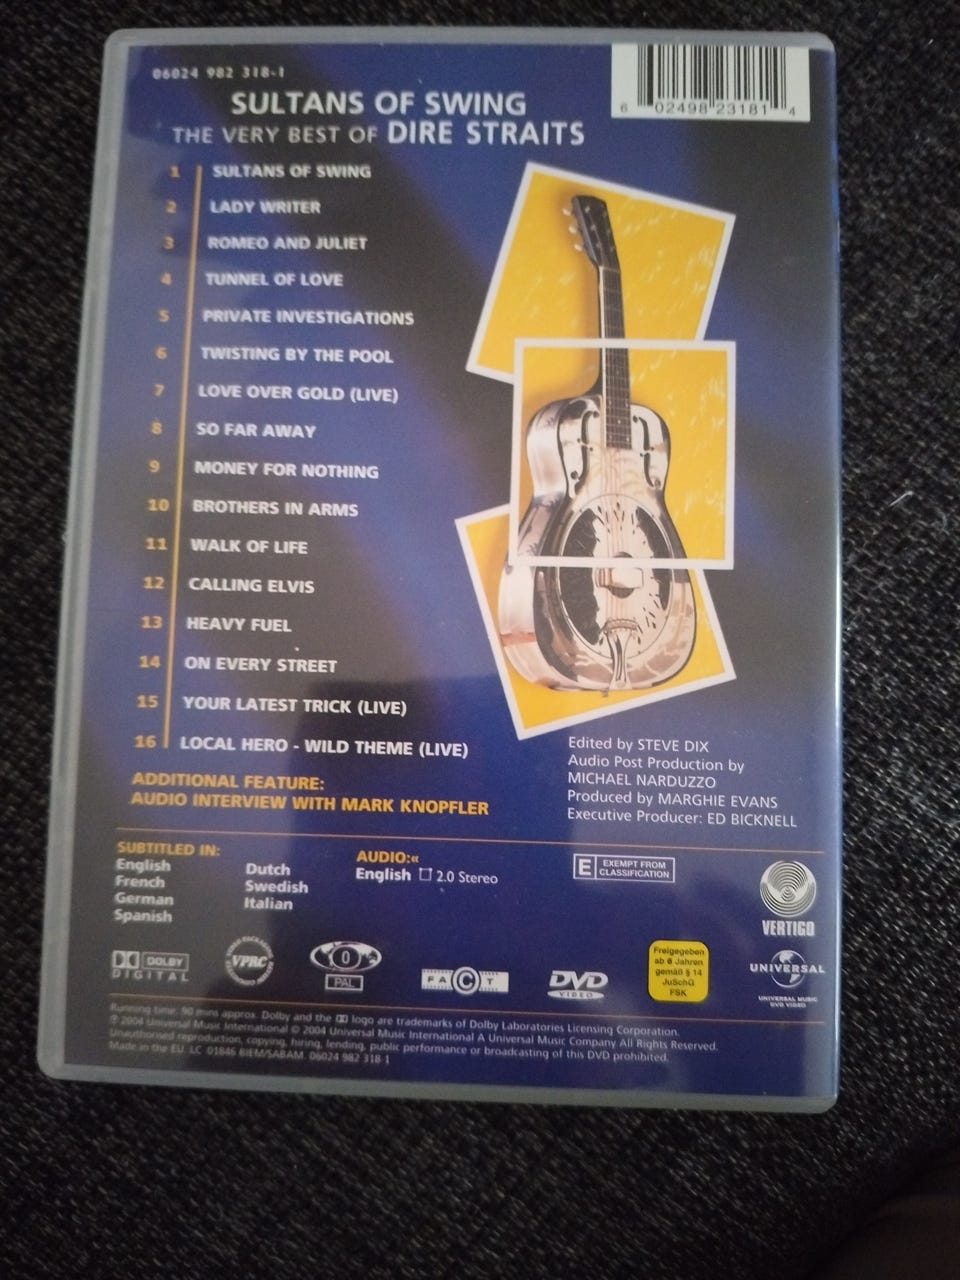 06024 982 318-1
6 02498 23181 4
SULTANS OF SWING
THE VERY BEST OF DIRE STRAITS
1 SULTANS OF SWING
2 LADY WRITER
3 ROMEO AND JULIET
4 TUNNEL OF LOVE
5 PRIVATE INVESTIGATIONS
6 TWISTING BY THE POOL
7 LOVE OVER GOLD (LIVE)
8 SO FAR AWAY
9 MONEY FOR NOTHING
10 BROTHERS IN ARMS
11 WALK OF LIFE
12 CALLING ELVIS
13 HEAVY FUEL
14 ON EVERY STREET
15 YOUR LATEST TRICK (LIVE)
16 LOCAL HERO - WILD THEME (LIVE)
ADDITIONAL FEATURE:
AUDIO INTERVIEW WITH MARK KNOPFLER
Edited by STEVE DIX
Audio Post Production by
MICHAEL NARDUZZO
Produced by MARGHIE EVANS
Executive Producer: ED BICKNELL
SUBTITLED IN:
English
French
German
Spanish
Dutch
Swedish
Italian
AUDIO:«
English 2.0 Stereo
E EXEMPT FROM
CLASSIFICATION
VERTIGO
DOLBY
DIGITAL
VPRC
0
PAL
FACT
DVD
VIDEO
Freigegeben
ab 6 Jahren
gemäß § 14
JuSchG
FSK
UNIVERSAL
UNIVERSAL MUSIC
DVD VIDEO
Running time: 90 mins approx. Dolby and the logo are trademarks of Dolby Laboratories Licensing Corporation.
℗ 2004 Universal Music International © 2004 Universal Music International A Universal Music Company All Rights Reserved.
Unauthorised reproduction, copying, hiring, lending, public performance or broadcasting of this DVD prohibited.
Made in the EU. LC 01846 BIEM/SABAM. 06024 982 318-1